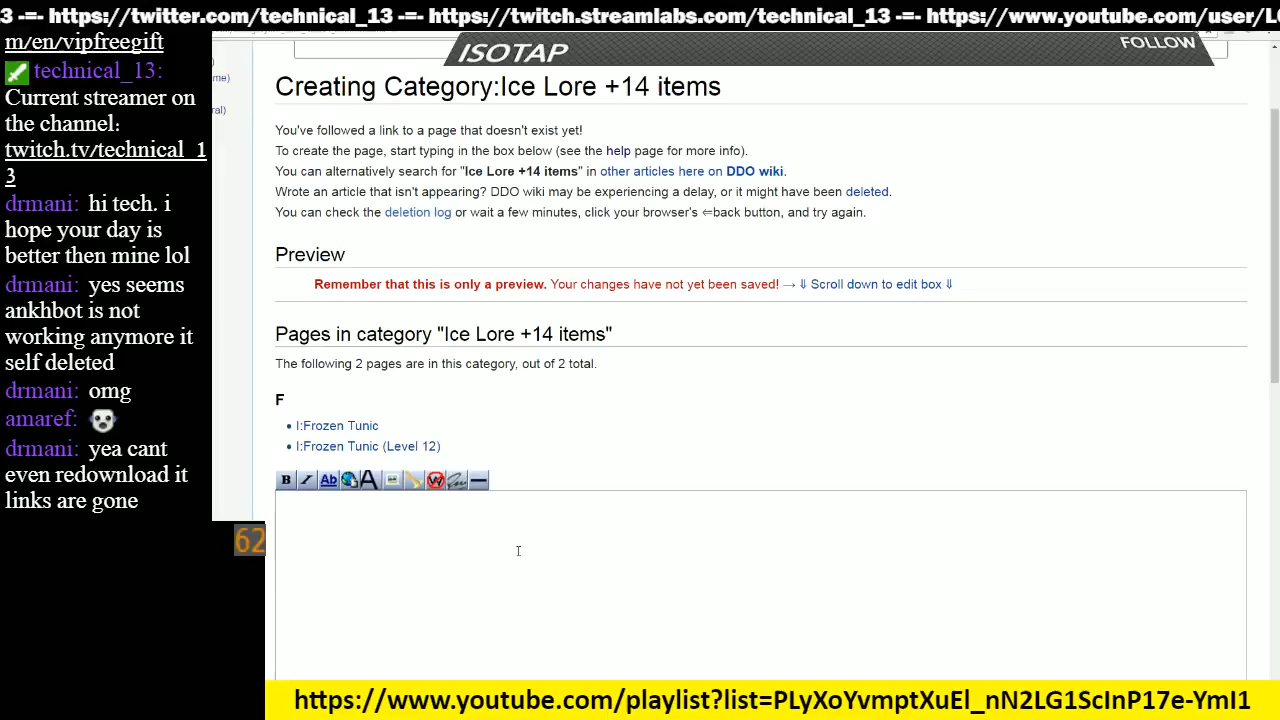 3 -=- https://twitter.com/technical_13 -=- https://twitch.streamlabs.com/technical_13 -=- https://www.youtube.com/user/L
m/en/vipfreegift
technical_13:
Current streamer on
the channel:
twitch.tv/technical_1
3
drmani: hi tech. i
hope your day is
better then mine lol
drmani: yes seems
ankhbot is not
working anymore it
self deleted
drmani: omg
amaref:
drmani: yea cant
even redownload it
links are gone
62
ISOTAP
FOLLOW
Creating Category:Ice Lore +14 items
You've followed a link to a page that doesn't exist yet!
To create the page, start typing in the box below (see the help page for more info).
You can alternatively search for "Ice Lore +14 items" in other articles here on DDO wiki.
Wrote an article that isn't appearing? DDO wiki may be experiencing a delay, or it might have been deleted.
You can check the deletion log or wait a few minutes, click your browser's ⇐back button, and try again.
Preview
Remember that this is only a preview. Your changes have not yet been saved! → ⇓ Scroll down to edit box ⇓
Pages in category "Ice Lore +14 items"
The following 2 pages are in this category, out of 2 total.
F
• I:Frozen Tunic
• I:Frozen Tunic (Level 12)
B I Ab A W
https://www.youtube.com/playlist?list=PLyXoYvmptXuEl_nN2LG1ScInP17e-YmI1